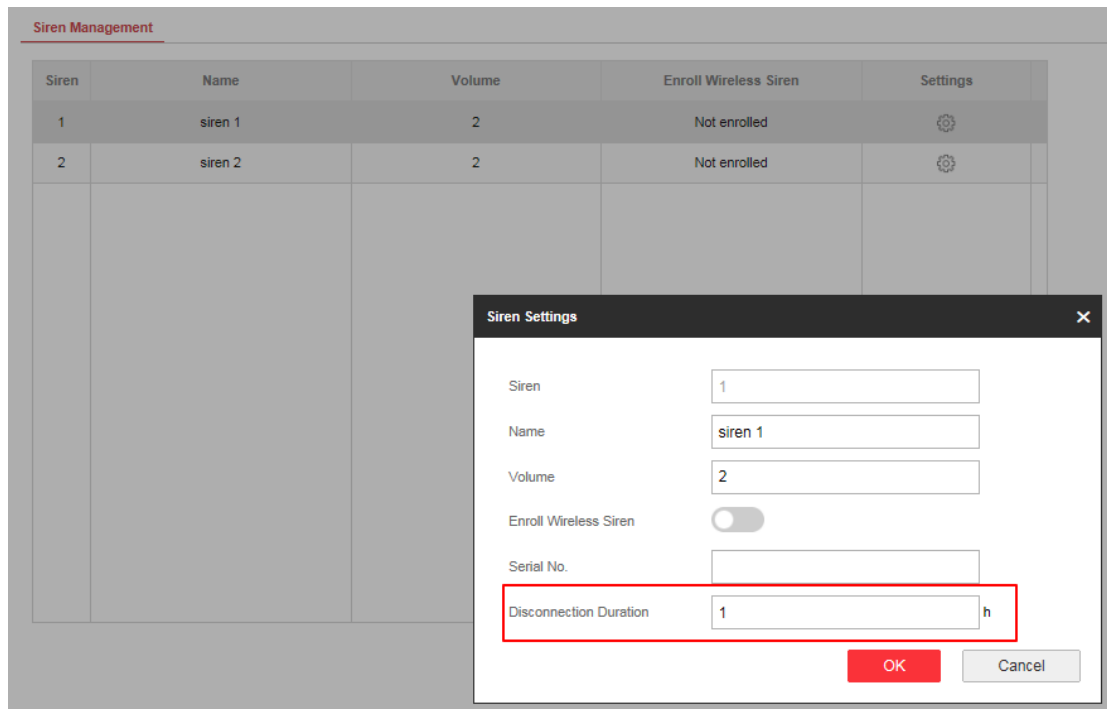 Siren Management
Siren Name Volume Enroll Wireless Siren Settings
1 siren 1 2 Not enrolled
2 siren 2 2 Not enrolled
Siren Settings
Siren 1
Name siren 1
Volume 2
Enroll Wireless Siren
Serial No.
Disconnection Duration 1 h
OK Cancel